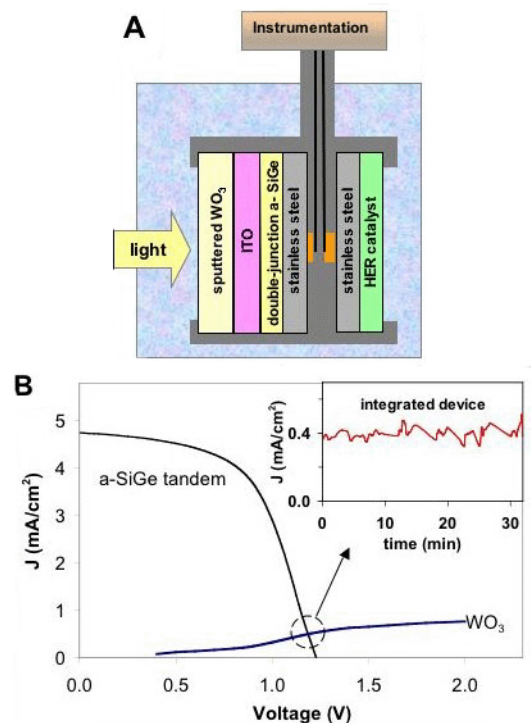 A
Instrumentation
light
sputtered WO3
ITO
double-junction a- SiGe
stainless steel
stainless steel
HER catalyst
B
J (mA/cm2)
5
4
3
2
1
0
a-SiGe tandem
WO3
0.0 0.5 1.0 1.5 2.0
Voltage (V)
integrated device
J (mA/cm2)
0.4
0.0
0 10 20 30
time (min)